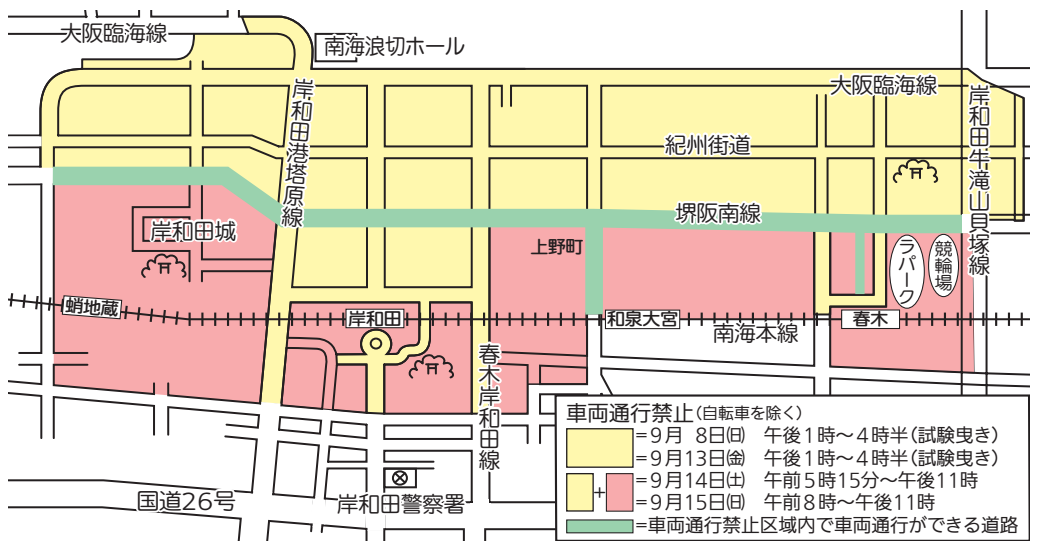 大阪臨海線
南海浪切ホール
岸和田港塔原線
大阪臨海線
岸和田牛滝山貝塚線
紀州街道
堺阪南線
岸和田城
上野町
ラパーク
競輪場
蛸地蔵
岸和田
和泉大宮
春木
南海本線
春木岸和田線
国道26号
岸和田警察署
車両通行禁止(自転車を除く)
=9月 8日㈰ 午後1時〜4時半(試験曳き)
=9月13日㈮ 午後1時〜4時半(試験曳き)
+
=9月14日㈯ 午前5時15分〜午後11時
=9月15日㈰ 午前8時〜午後11時
=車両通行禁止区域内で車両通行ができる道路